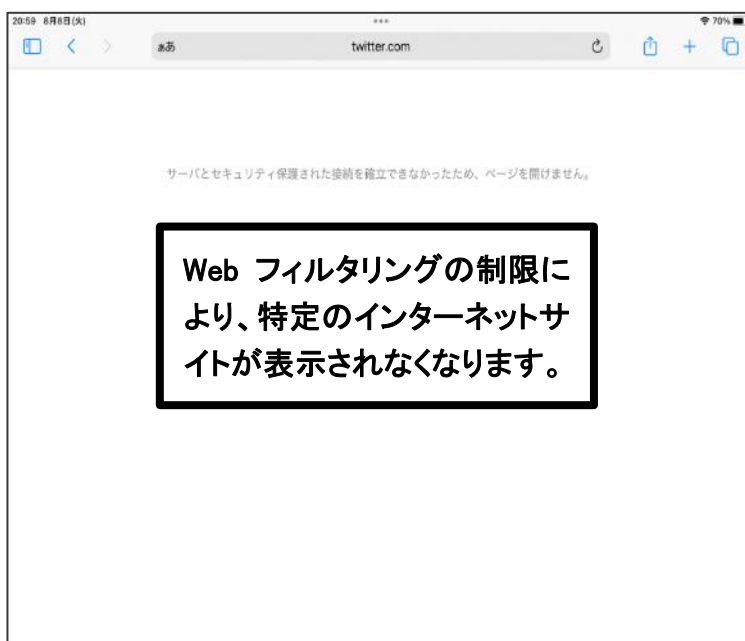 20:59 8月8日(火) 70%
ぁあ twitter.com
サーバとセキュリティ保護された接続を確立できなかったため、ページを開けません。
Web フィルタリングの制限に
より、特定のインターネットサ
イトが表示されなくなります。